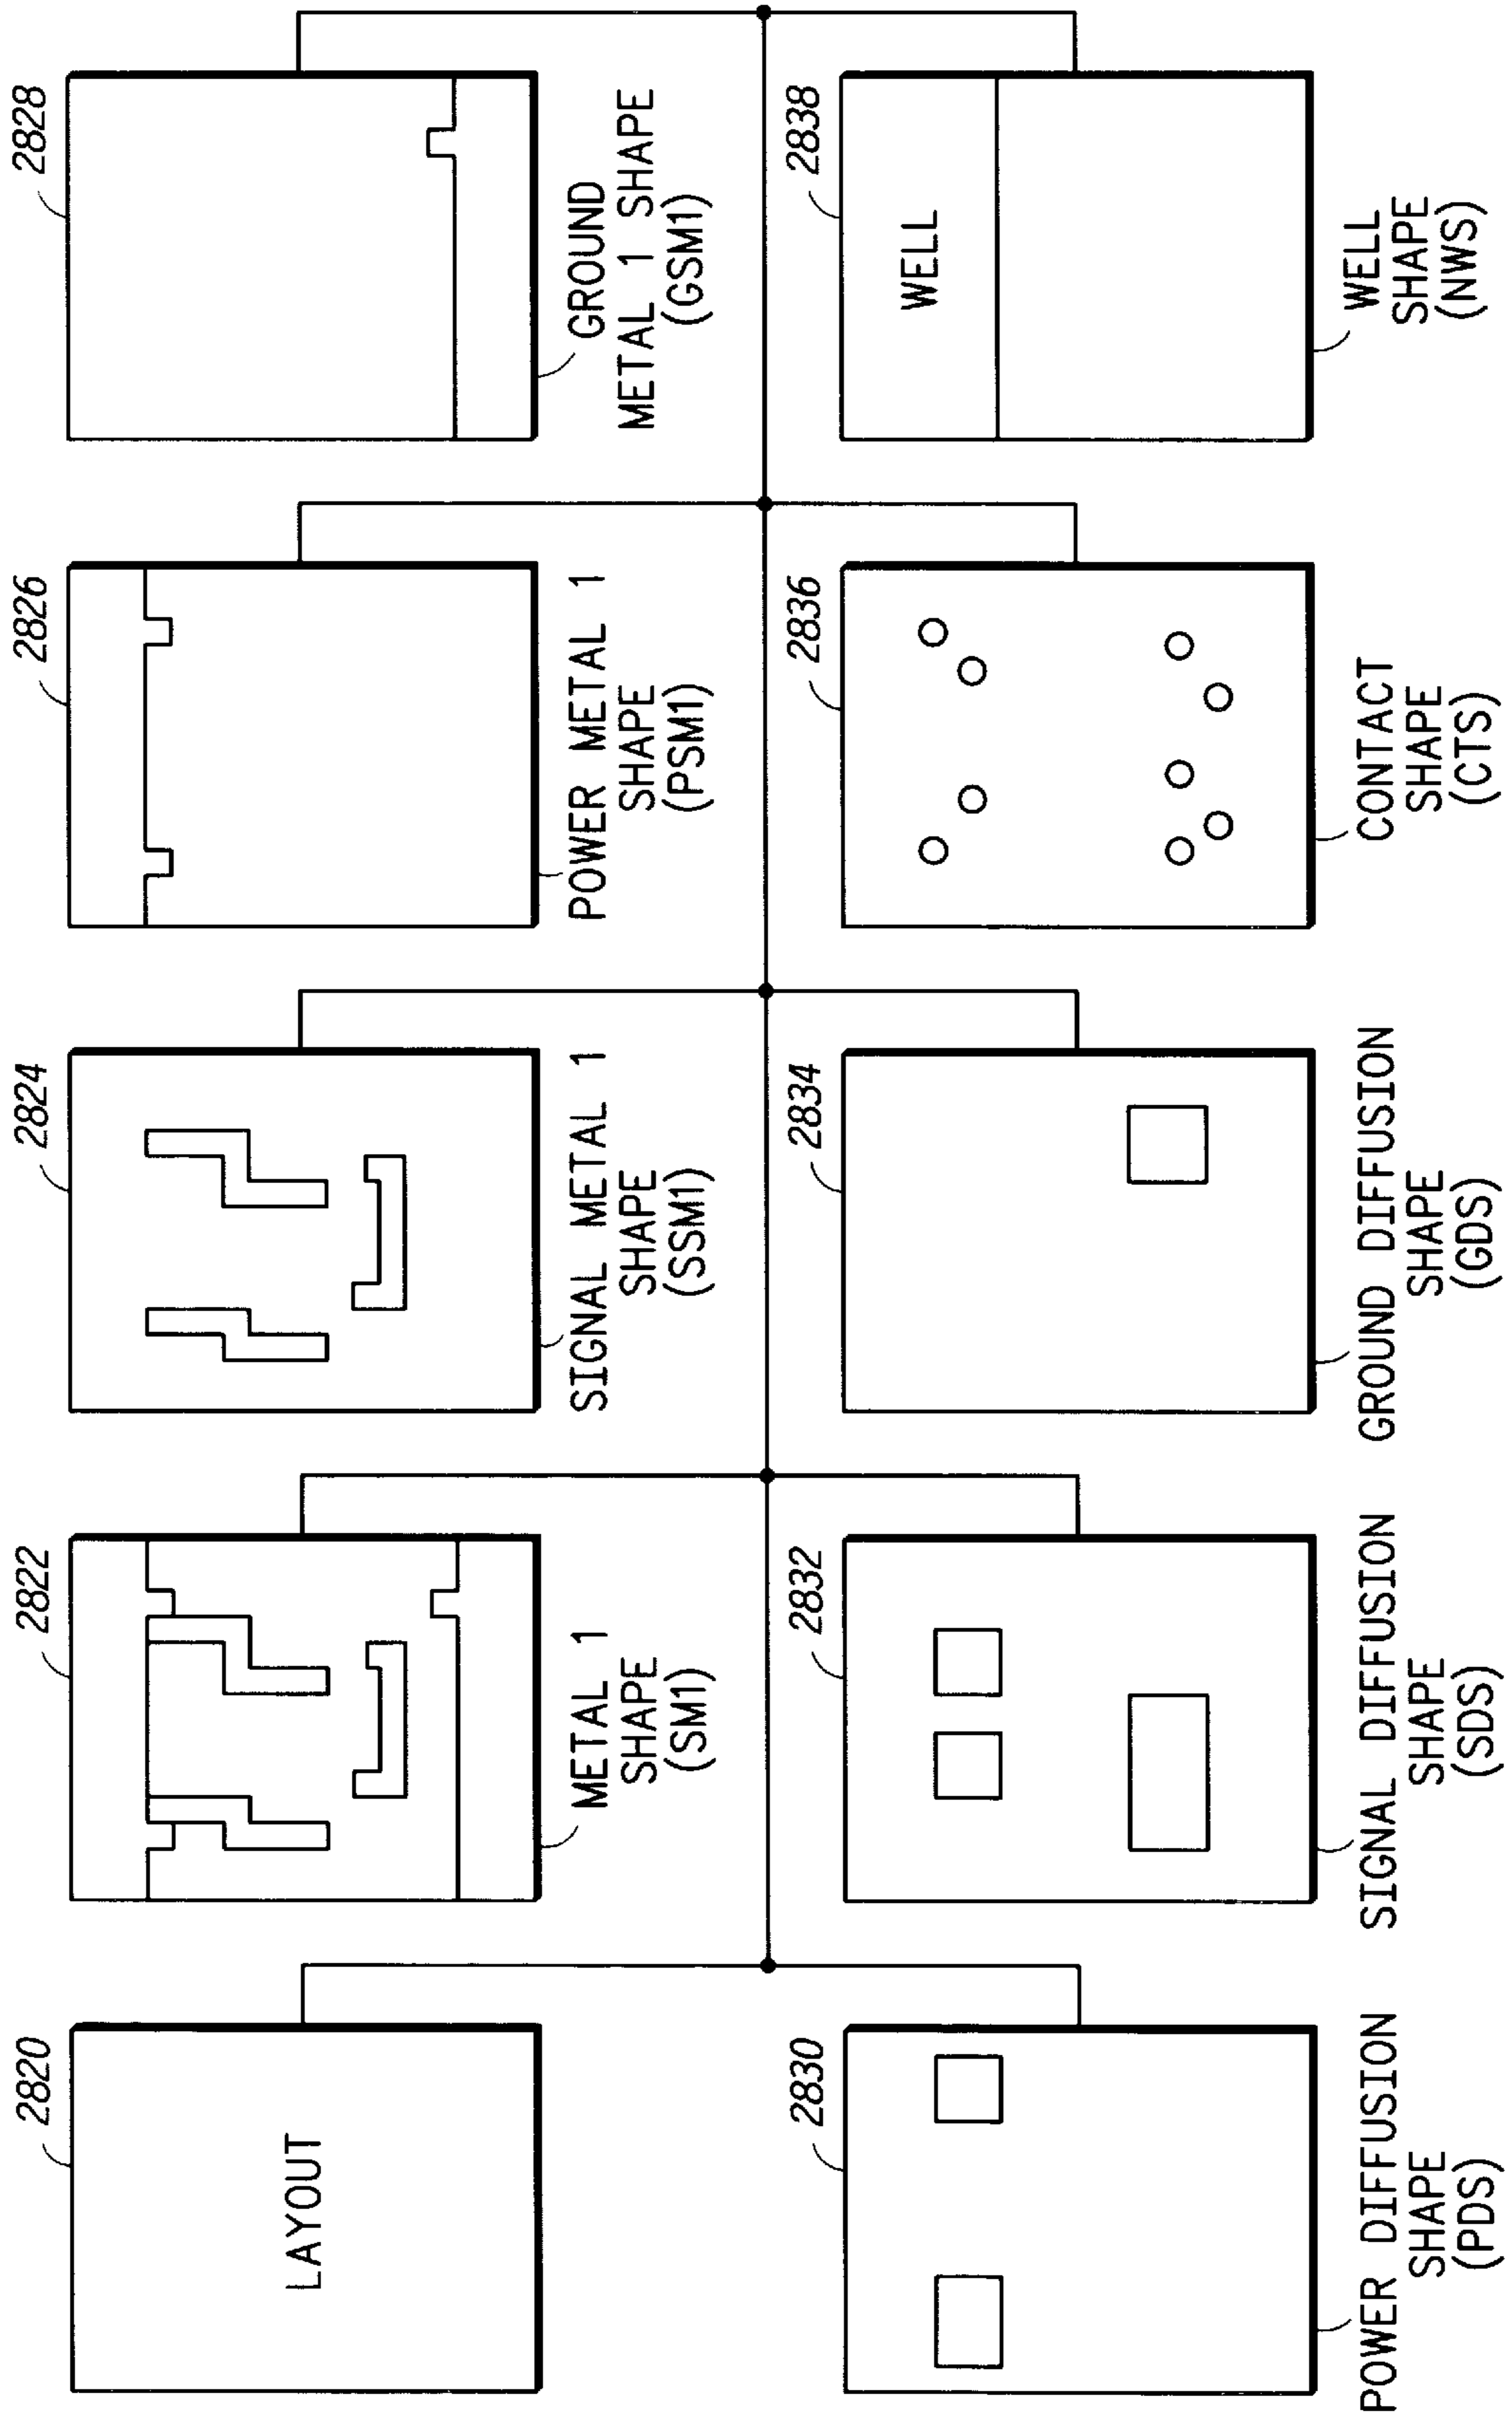 2820
LAYOUT
2822
METAL 1
SHAPE
(SM1)
2824
SIGNAL METAL 1
SHAPE
(SSM1)
2826
POWER METAL 1
SHAPE
(PSM1)
2828
GROUND
METAL 1 SHAPE
(GSM1)
2830
POWER DIFFUSION
SHAPE
(PDS)
2832
SIGNAL DIFFUSION
SHAPE
(SDS)
2834
GROUND DIFFUSION
SHAPE
(GDS)
2836
CONTACT
SHAPE
(CTS)
2838
WELL
WELL
SHAPE
(NWS)